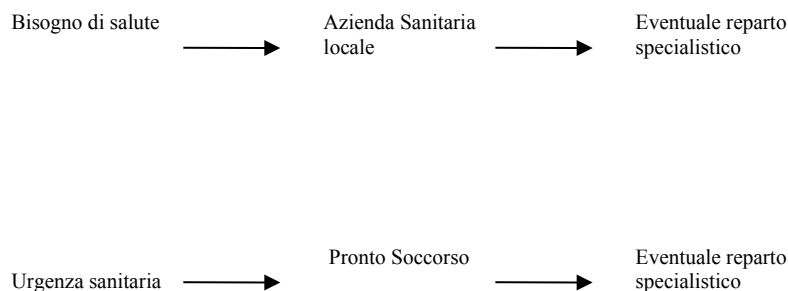 Bisogno di salute
Azienda Sanitaria
locale
Eventuale reparto
specialistico
Urgenza sanitaria
Pronto Soccorso
Eventuale reparto
specialistico